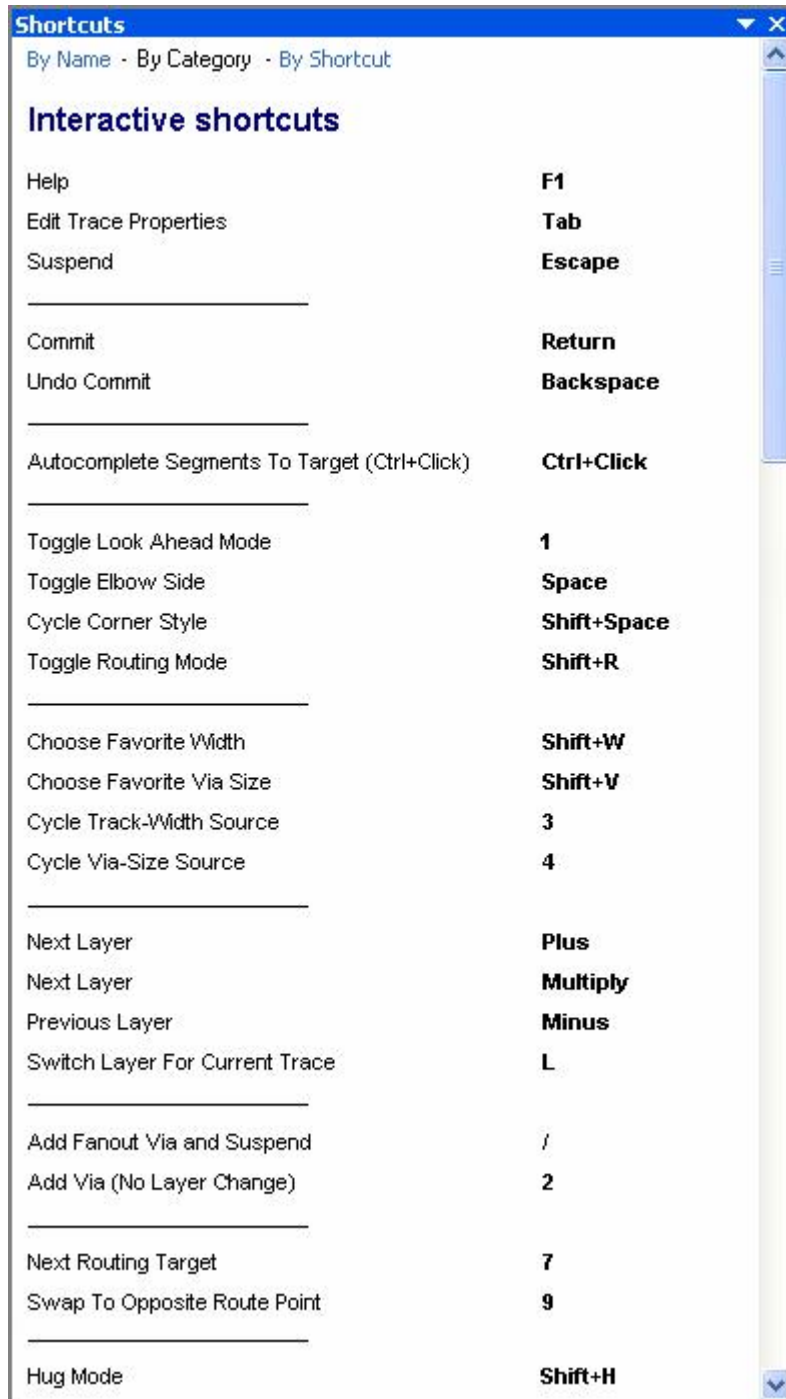 Shortcuts
By Name - By Category - By Shortcut
Interactive shortcuts
Help F1
Edit Trace Properties Tab
Suspend Escape
Commit Return
Undo Commit Backspace
Autocomplete Segments To Target (Ctrl+Click) Ctrl+Click
Toggle Look Ahead Mode 1
Toggle Elbow Side Space
Cycle Corner Style Shift+Space
Toggle Routing Mode Shift+R
Choose Favorite Width Shift+W
Choose Favorite Via Size Shift+V
Cycle Track-Width Source 3
Cycle Via-Size Source 4
Next Layer Plus
Next Layer Multiply
Previous Layer Minus
Switch Layer For Current Trace L
Add Fanout Via and Suspend /
Add Via (No Layer Change) 2
Next Routing Target 7
Swap To Opposite Route Point 9
Hug Mode Shift+H